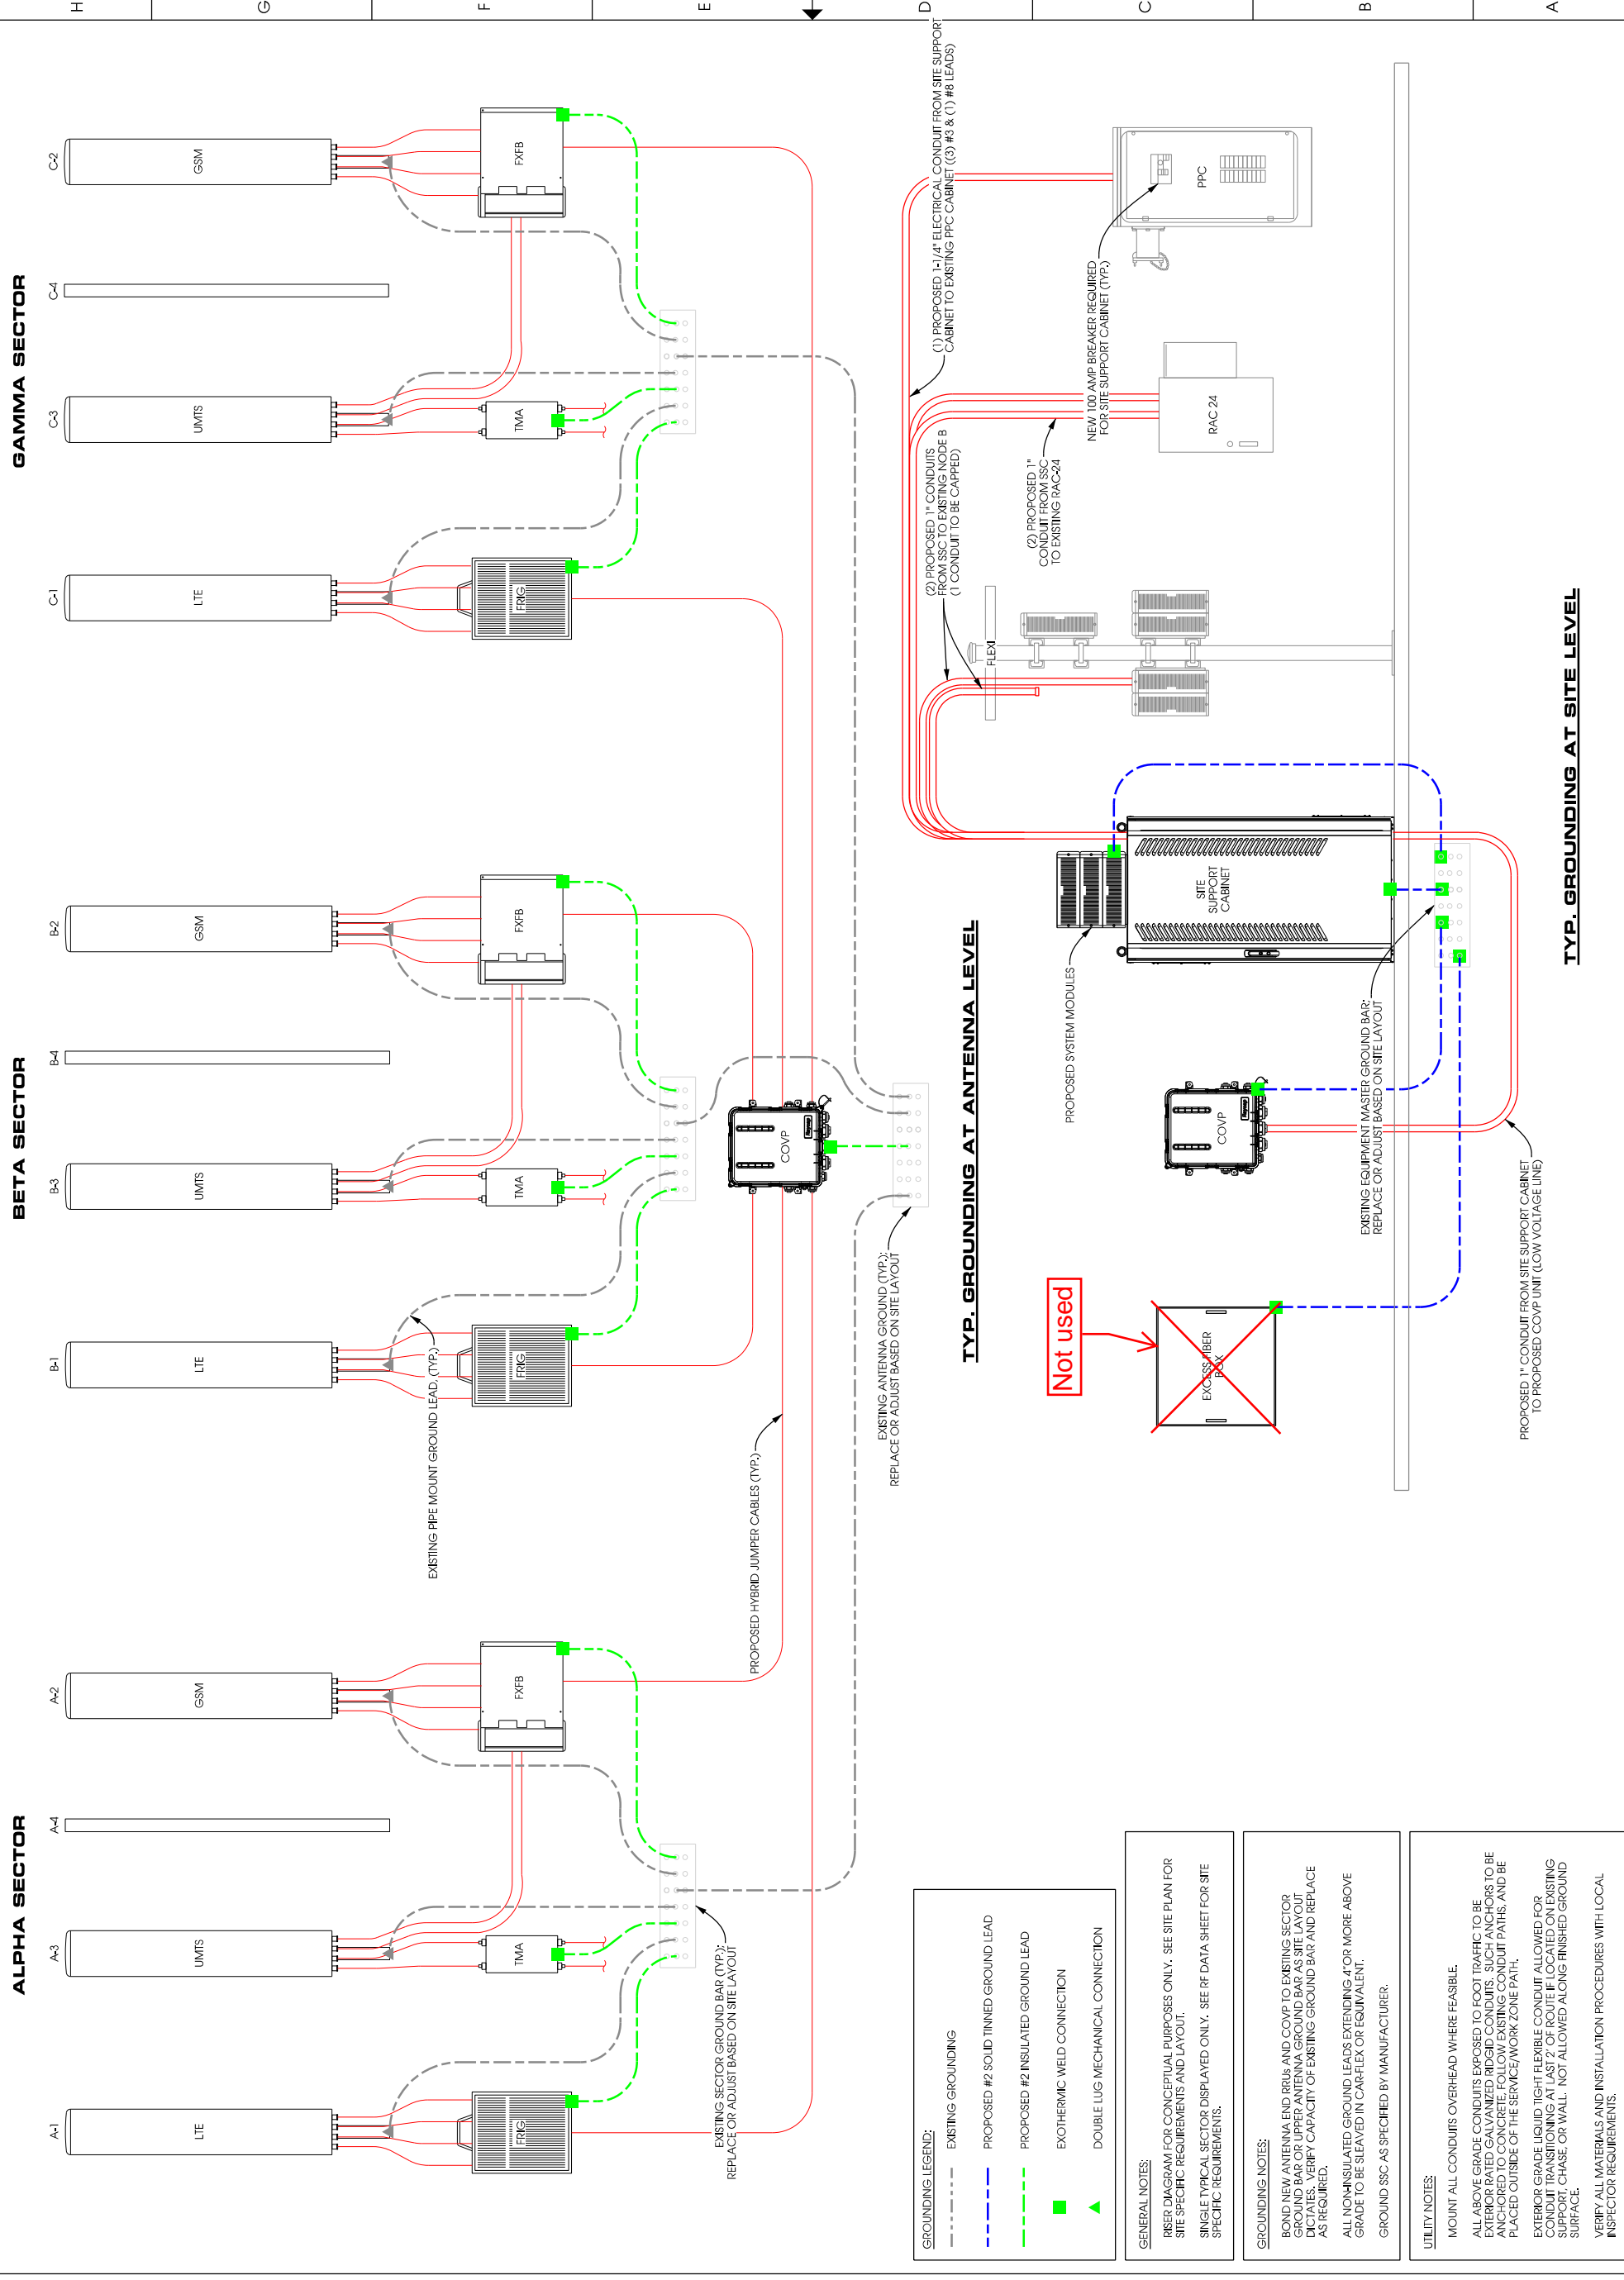 ALPHA SECTOR
BETA SECTOR
GAMMA SECTOR
A-1
A-3
A-4
A-2
B-1
B-3
B-4
B-2
C-1
C-3
C-4
C-2
H
G
F
E
D
C
B
A
LTE
UMTS
GSM
LTE
UMTS
GSM
LTE
UMTS
GSM
FRIG
TMA
FXFB
FRIG
TMA
FXFB
FRIG
TMA
FXFB
EXISTING PIPE MOUNT GROUND LEAD, (TYP.)
EXISTING SECTOR GROUND BAR (TYP.);
REPLACE OR ADJUST BASED ON SITE LAYOUT
PROPOSED HYBRID JUMPER CABLES (TYP.)
COVP
EXISTING ANTENNA GROUND (TYP.);
REPLACE OR ADJUST BASED ON SITE LAYOUT
TYP. GROUNDING AT ANTENNA LEVEL
(1) PROPOSED 1-1/4" ELECTRICAL CONDUIT FROM SITE SUPPORT
CABINET TO EXISTING PPC CABINET ((3) #3 & (1) #8 LEADS)
(2) PROPOSED 1" CONDUITS
FROM SSC TO EXISTING NODE B
(1 CONDUIT TO BE CAPPED)
(2) PROPOSED 1"
CONDUIT FROM SSC
TO EXISTING RAC-24
NEW 100 AMP BREAKER REQUIRED
FOR SITE SUPPORT CABINET (TYP.)
FLEXI
RAC 24
PPC
PROPOSED SYSTEM MODULES
SITE
SUPPORT
CABINET
COVP
Not used
EXCESS FIBER
BOX
EXISTING EQUIPMENT MASTER GROUND BAR;
REPLACE OR ADJUST BASED ON SITE LAYOUT
PROPOSED 1" CONDUIT FROM SITE SUPPORT CABINET
TO PROPOSED COVP UNIT (LOW VOLTAGE LINE)
TYP. GROUNDING AT SITE LEVEL
GROUNDING LEGEND:
EXISTING GROUNDING
PROPOSED #2 SOLID TINNED GROUND LEAD
PROPOSED #2 INSULATED GROUND LEAD
EXOTHERMIC WELD CONNECTION
DOUBLE LUG MECHANICAL CONNECTION
GENERAL NOTES:
RISER DIAGRAM FOR CONCEPTUAL PURPOSES ONLY. SEE SITE PLAN FOR
SITE SPECIFIC REQUIREMENTS AND LAYOUT.
SINGLE TYPICAL SECTOR DISPLAYED ONLY. SEE RF DATA SHEET FOR SITE
SPECIFIC REQUIREMENTS.
GROUNDING NOTES:
BOND NEW ANTENNA END RRUs AND COVP TO EXISTING SECTOR
GROUND BAR OR UPPER ANTENNA GROUND BAR AS SITE LAYOUT
DICTATES. VERIFY CAPACITY OF EXISTING GROUND BAR AND REPLACE
AS REQUIRED.
ALL NON-INSULATED GROUND LEADS EXTENDING 4" OR MORE ABOVE
GRADE TO BE SLEAVED IN CAR-FLEX OR EQUIVALENT.
GROUND SSC AS SPECIFIED BY MANUFACTURER.
UTILITY NOTES:
MOUNT ALL CONDUITS OVERHEAD WHERE FEASIBLE.
ALL ABOVE GRADE CONDUITS EXPOSED TO FOOT TRAFFIC TO BE
EXTERIOR RATED GALVANIZED RIDGID CONDUITS. SUCH ANCHORS TO BE
ANCHORED TO CONCRETE, FOLLOW EXISTING CONDUIT PATHS, AND BE
PLACED OUTSIDE OF THE SERVICE/WORK ZONE PATH.
EXTERIOR GRADE LIQUID TIGHT FLEXIBLE CONDUIT ALLOWED FOR
CONDUIT TRANSITIONING AT LAST 2' OF ROUTE IF LOCATED ON EXISTING
SUPPORT, CHASE, OR WALL. NOT ALLOWED ALONG FINISHED GROUND
SURFACE.
VERIFY ALL MATERIALS AND INSTALLATION PROCEDURES WITH LOCAL
INSPECTOR REQUIREMENTS.